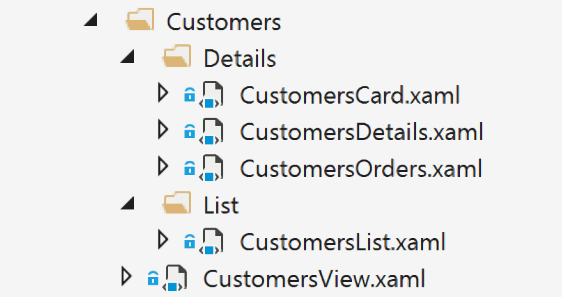 Customers
Details
CustomersCard.xaml
CustomersDetails.xaml
CustomersOrders.xaml
List
CustomersList.xaml
CustomersView.xaml